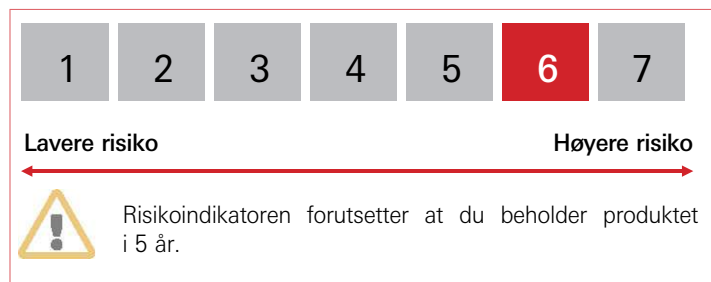 1 2 3 4 5 6 7
Lavere risiko Høyere risiko
Risikoindikatoren forutsetter at du beholder produktet
i 5 år.